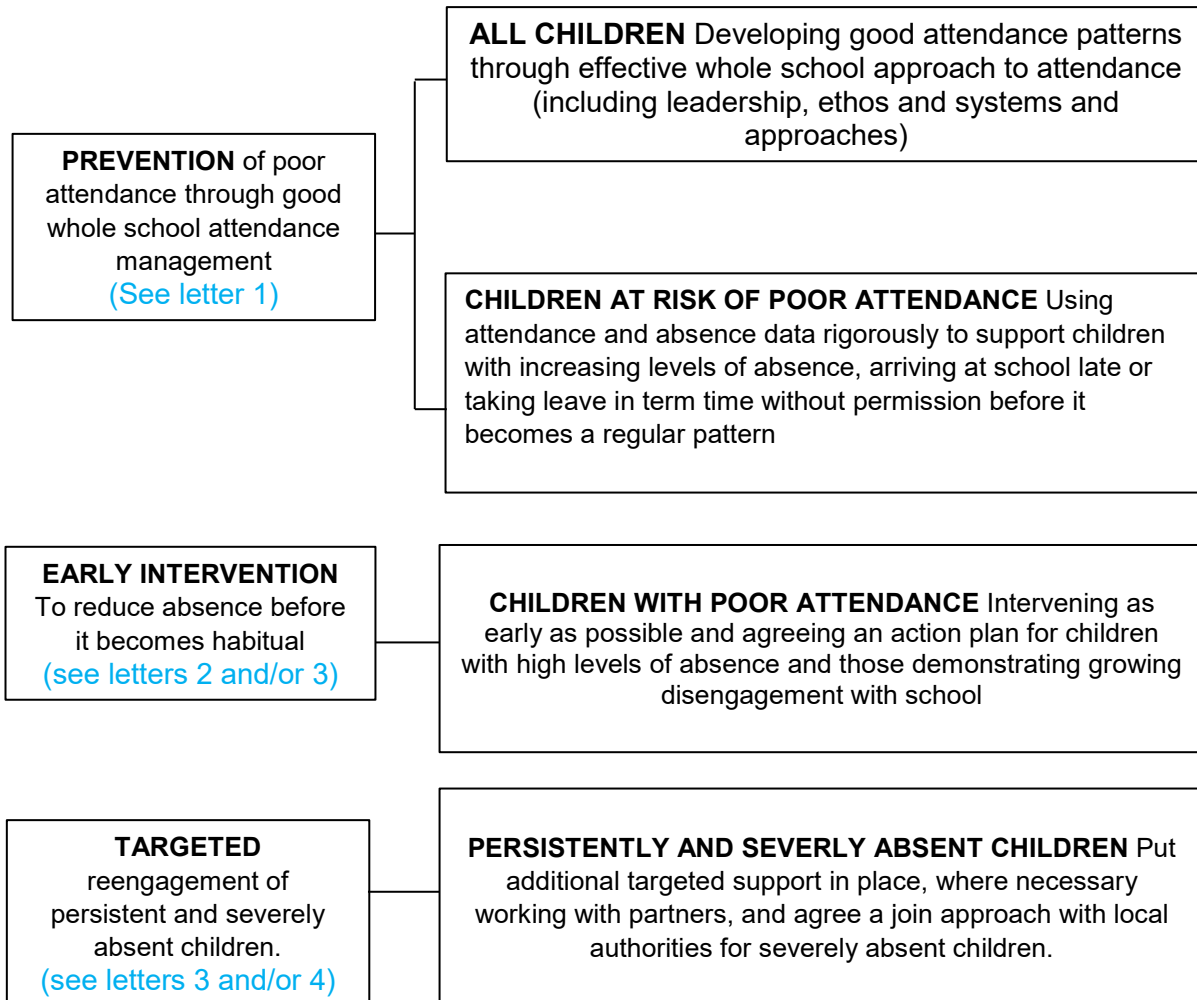 PREVENTION of poor
attendance through good
whole school attendance
management
(See letter 1)
ALL CHILDREN Developing good attendance patterns
through effective whole school approach to attendance
(including leadership, ethos and systems and
approaches)
CHILDREN AT RISK OF POOR ATTENDANCE Using
attendance and absence data rigorously to support children
with increasing levels of absence, arriving at school late or
taking leave in term time without permission before it
becomes a regular pattern
EARLY INTERVENTION
To reduce absence before
it becomes habitual
(see letters 2 and/or 3)
CHILDREN WITH POOR ATTENDANCE Intervening as
early as possible and agreeing an action plan for children
with high levels of absence and those demonstrating growing
disengagement with school
TARGETED
reengagement of
persistent and severely
absent children.
(see letters 3 and/or 4)
PERSISTENTLY AND SEVERLY ABSENT CHILDREN Put
additional targeted support in place, where necessary
working with partners, and agree a join approach with local
authorities for severely absent children.